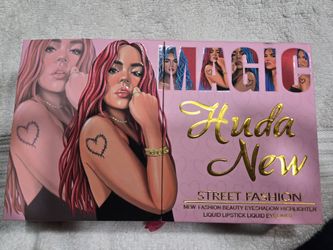 MAGIC
Huda
New
STREET FASHION
NEW FASHION BEAUTY EYESHADOW HIGHLIGHTER
LIQUID LIPSTICK LIQUID EYELINER